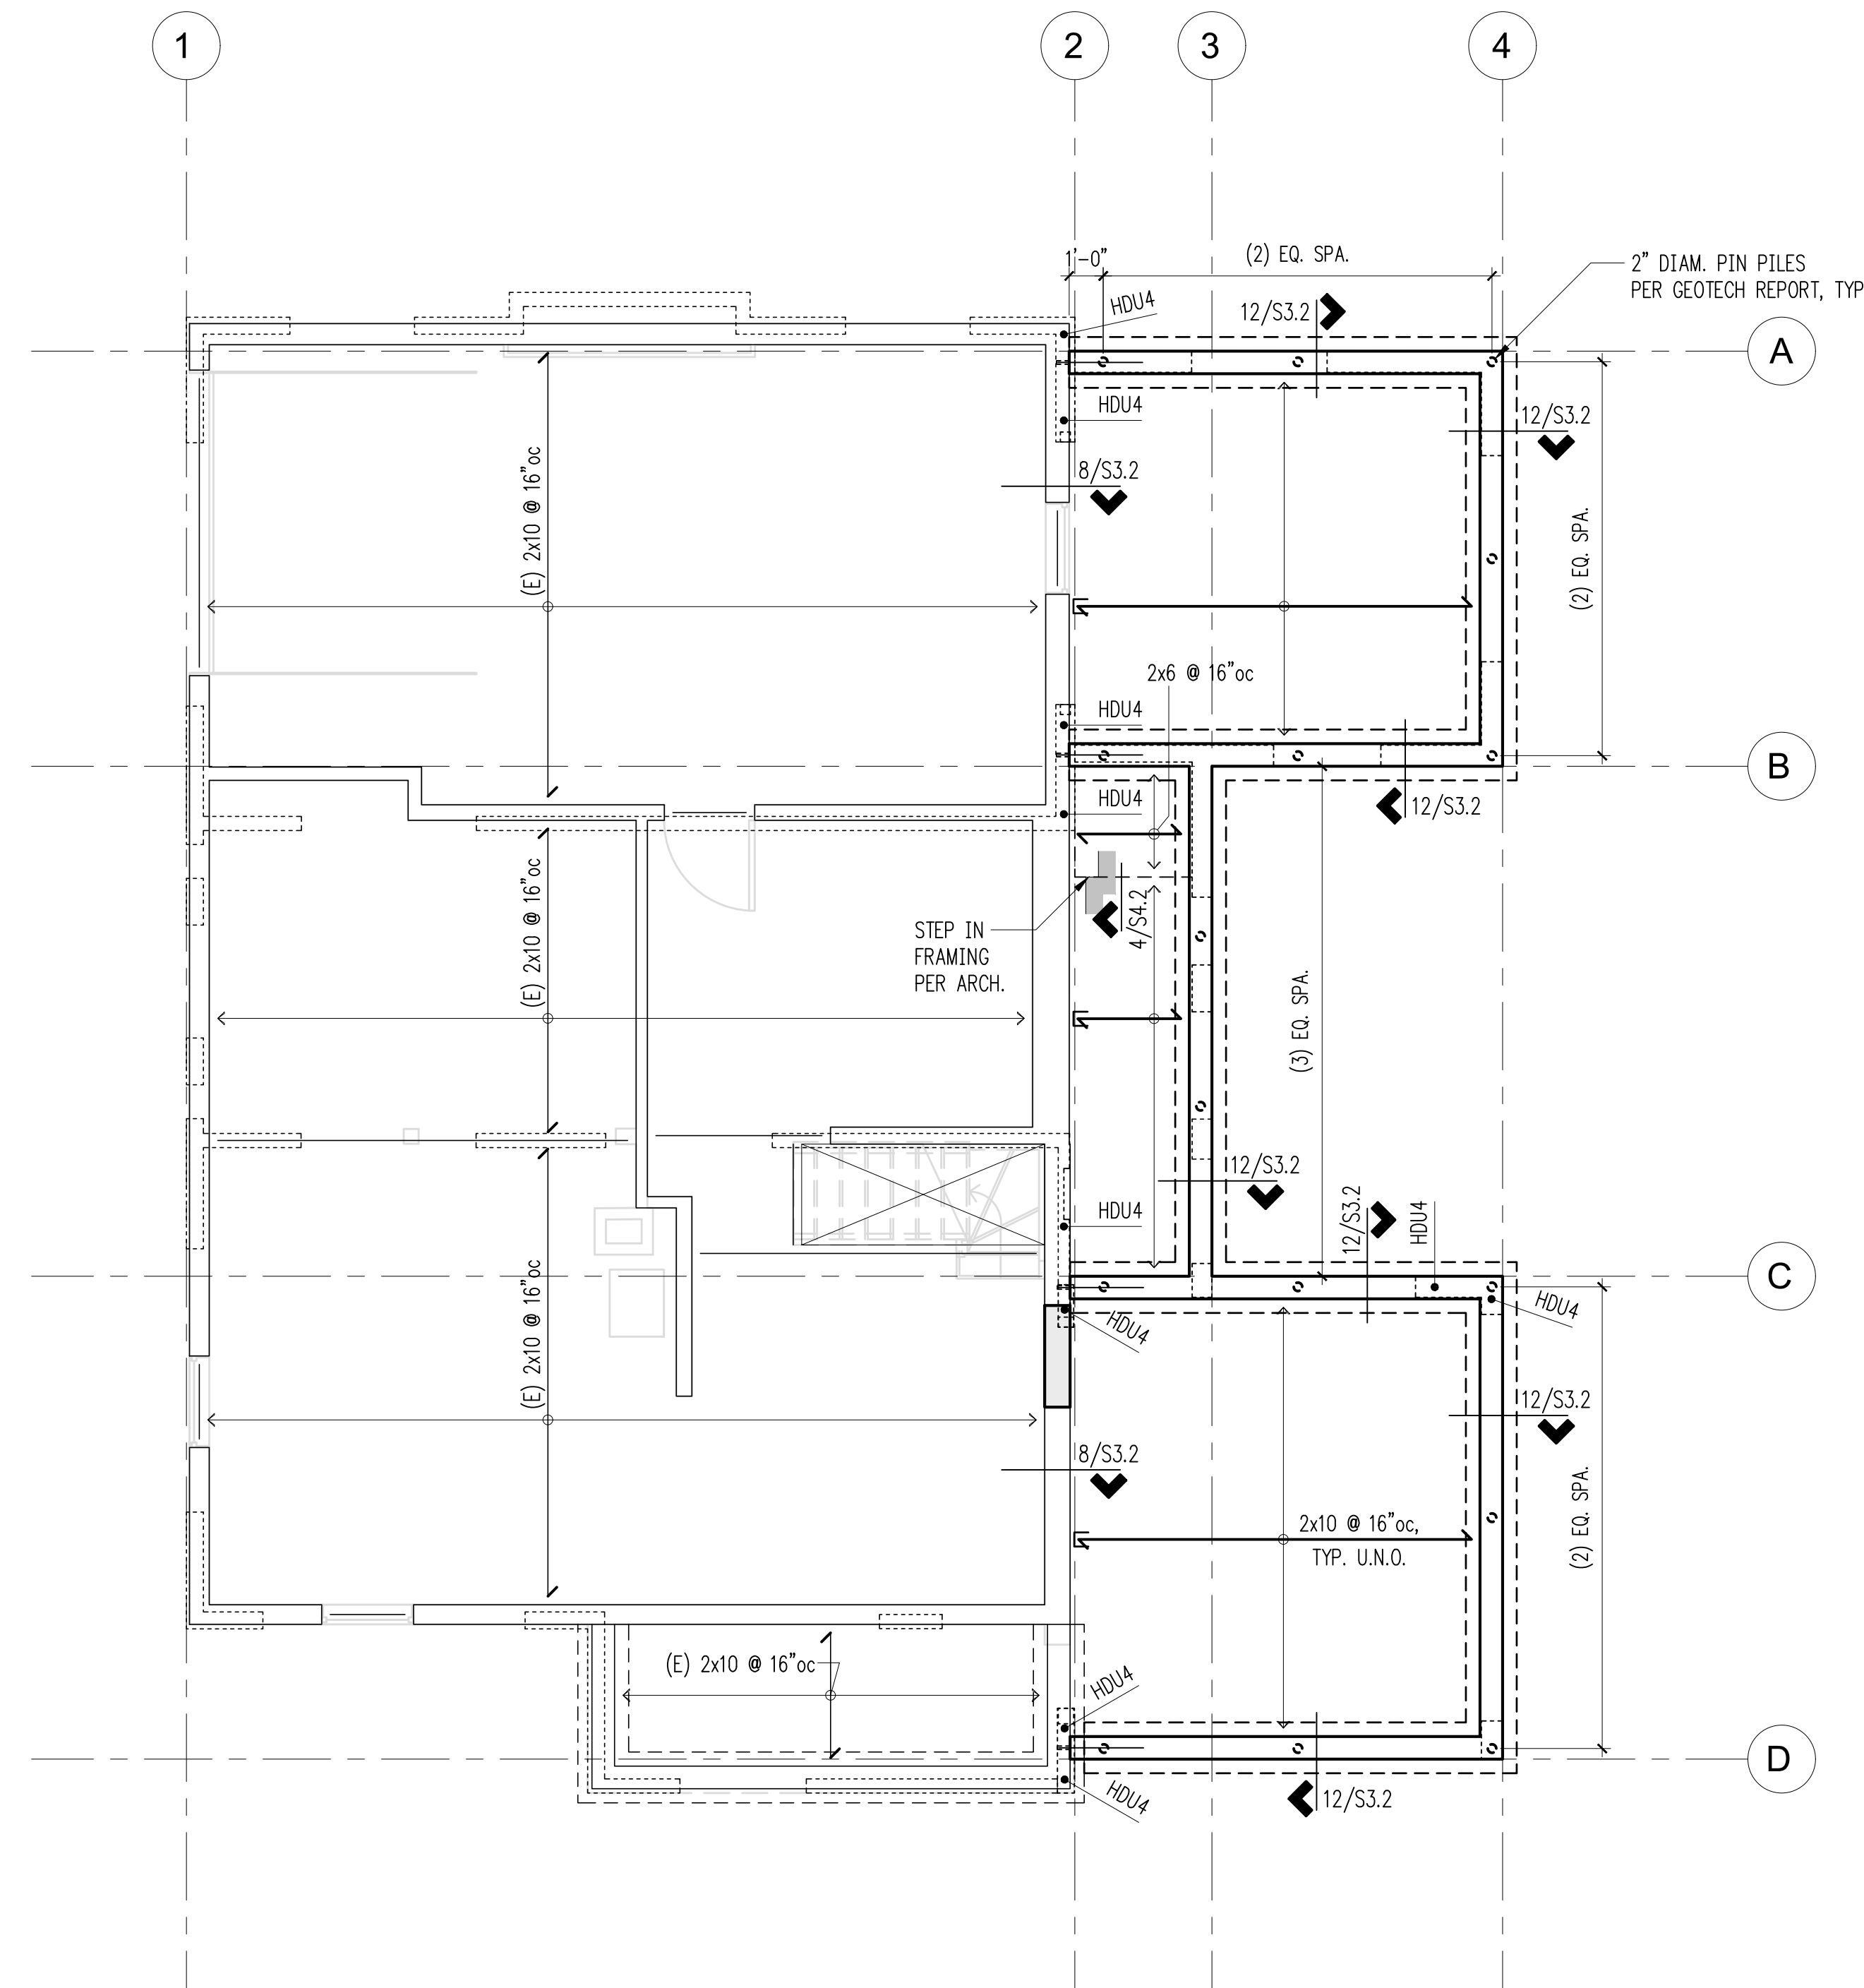 1
2
3
4
1'-0"
(2) EQ. SPA.
2" DIAM. PIN PILES
PER GEOTECH REPORT, TYP
HDU4
12/S3.2
A
HDU4
12/S3.2
8/S3.2
(E) 2x10 @ 16"oc
(2) EQ. SPA.
2x6 @ 16"oc
HDU4
B
HDU4
12/S3.2
(E) 2x10 @ 16"oc
4/S4.2
STEP IN
FRAMING
PER ARCH.
(3) EQ. SPA.
12/S3.2
12/S3.2
HDU4
HDU4
C
(E) 2x10 @ 16"oc
HDU4
HDU4
12/S3.2
8/S3.2
2x10 @ 16"oc,
TYP. U.N.O.
(2) EQ. SPA.
(E) 2x10 @ 16"oc
HDU4
D
HDU4
12/S3.2